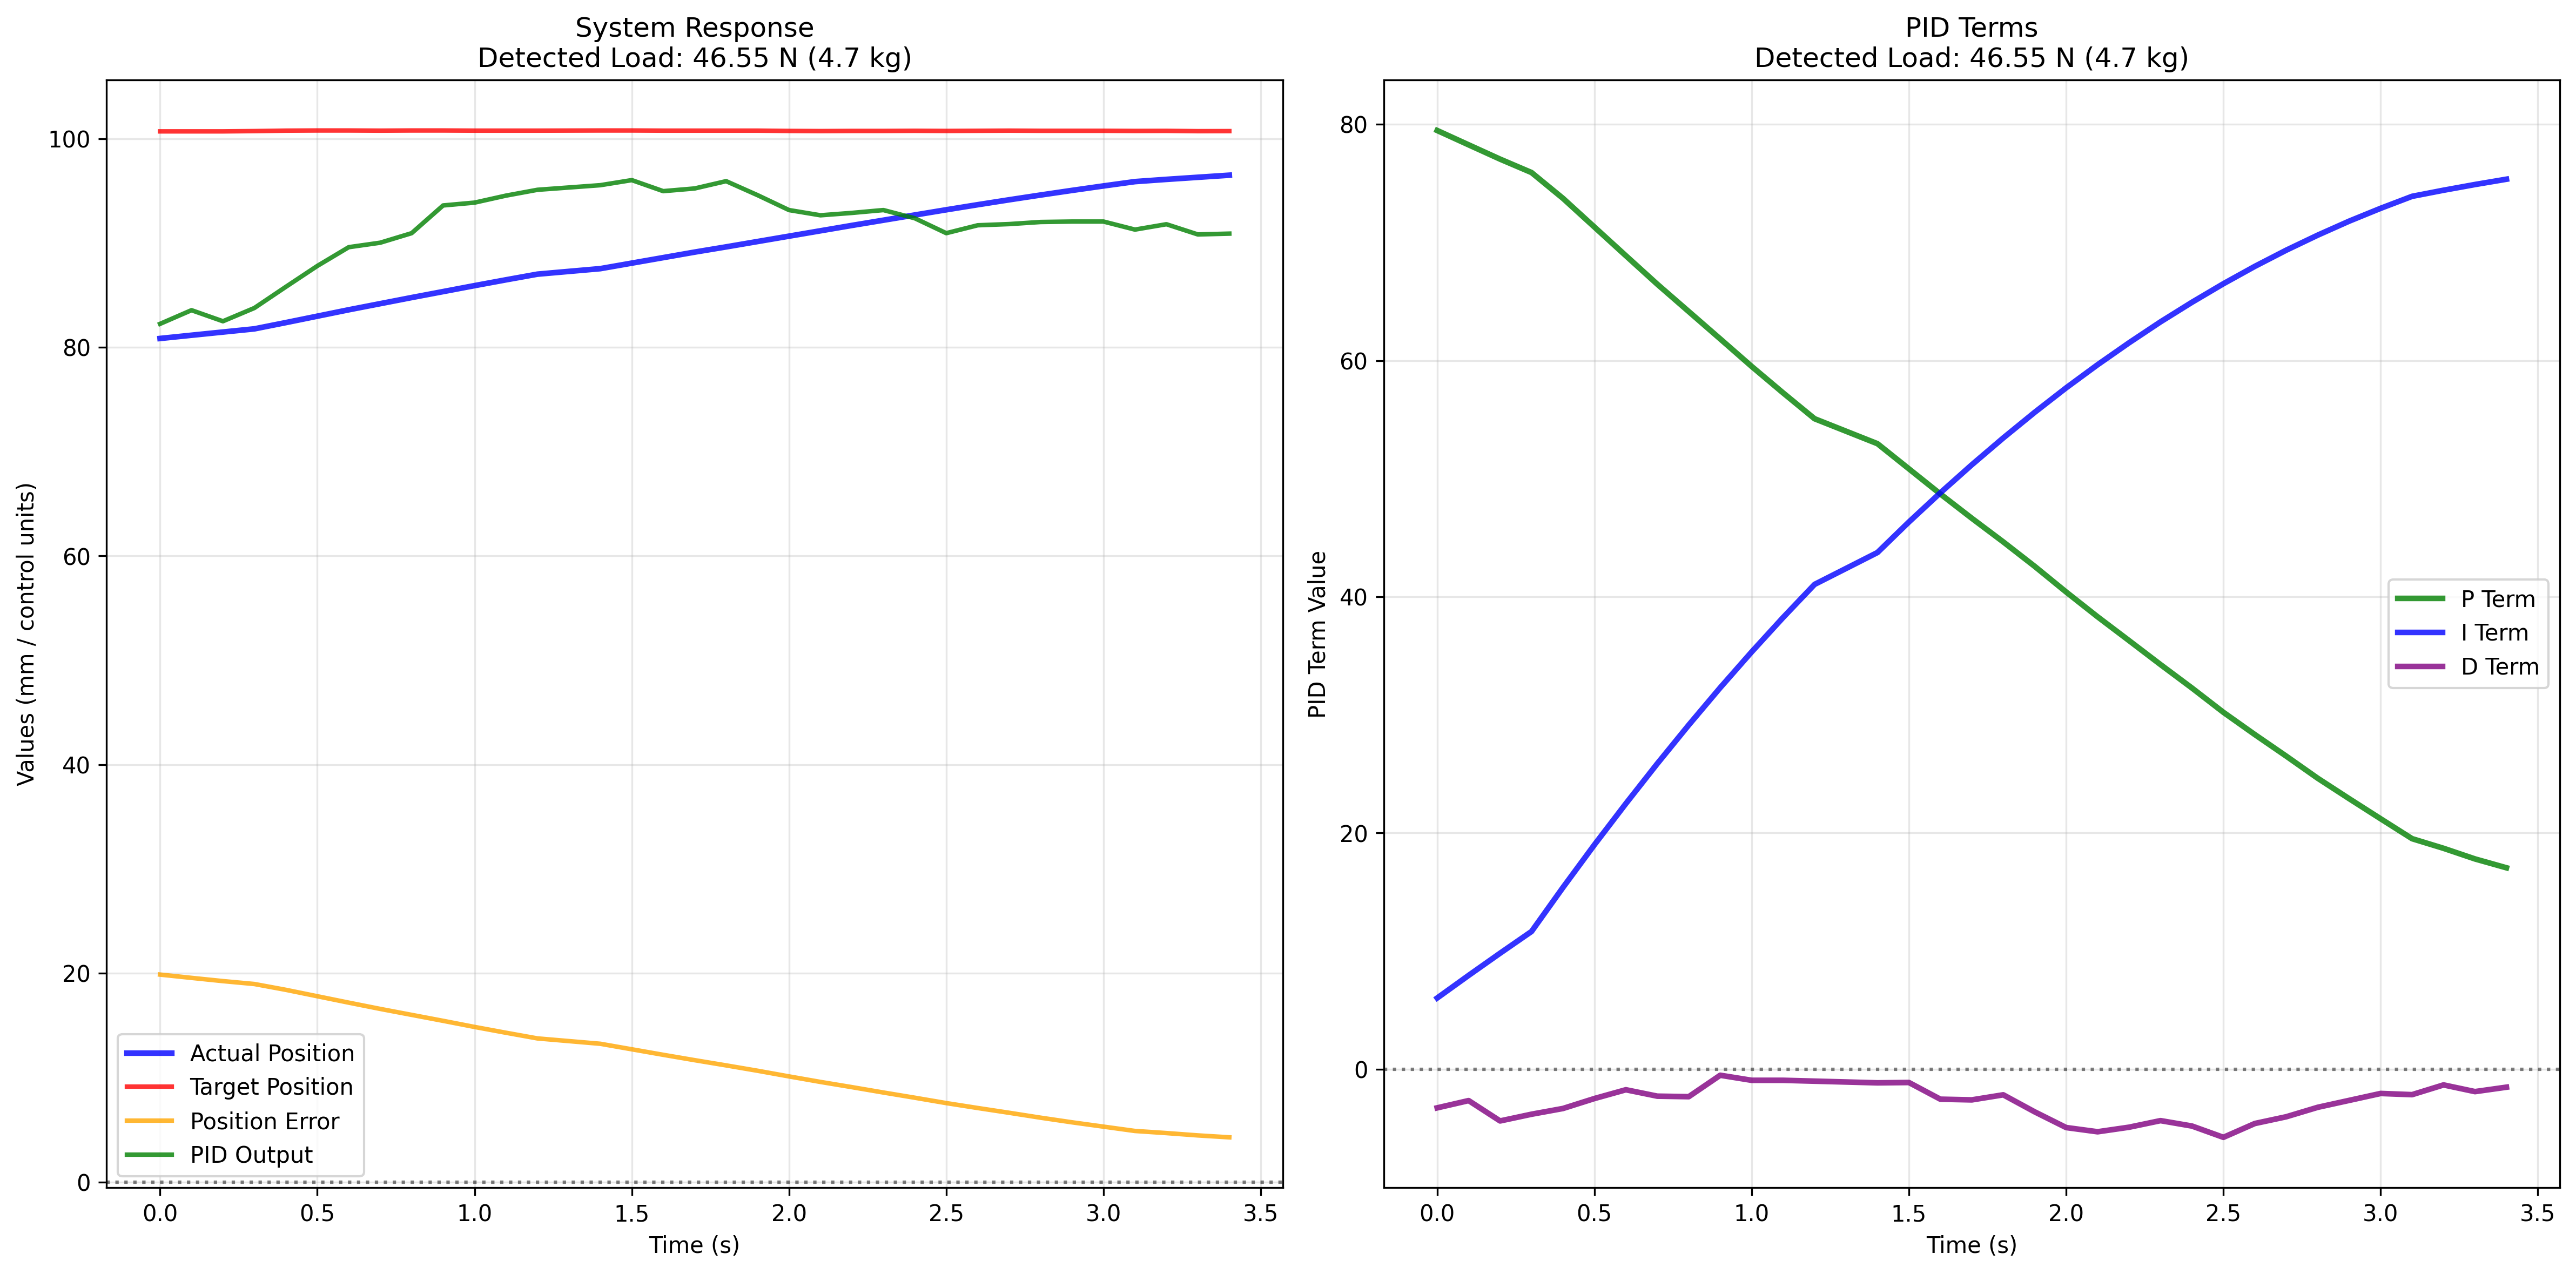 System Response
Detected Load: 46.55 N (4.7 kg)
Values (mm / control units)
100
80
60
40
20
0
Actual Position
Target Position
Position Error
PID Output
0.0 0.5 1.0 1.5 2.0 2.5 3.0 3.5
Time (s)
PID Terms
Detected Load: 46.55 N (4.7 kg)
PID Term Value
80
60
40
20
0
P Term
I Term
D Term
0.0 0.5 1.0 1.5 2.0 2.5 3.0 3.5
Time (s)